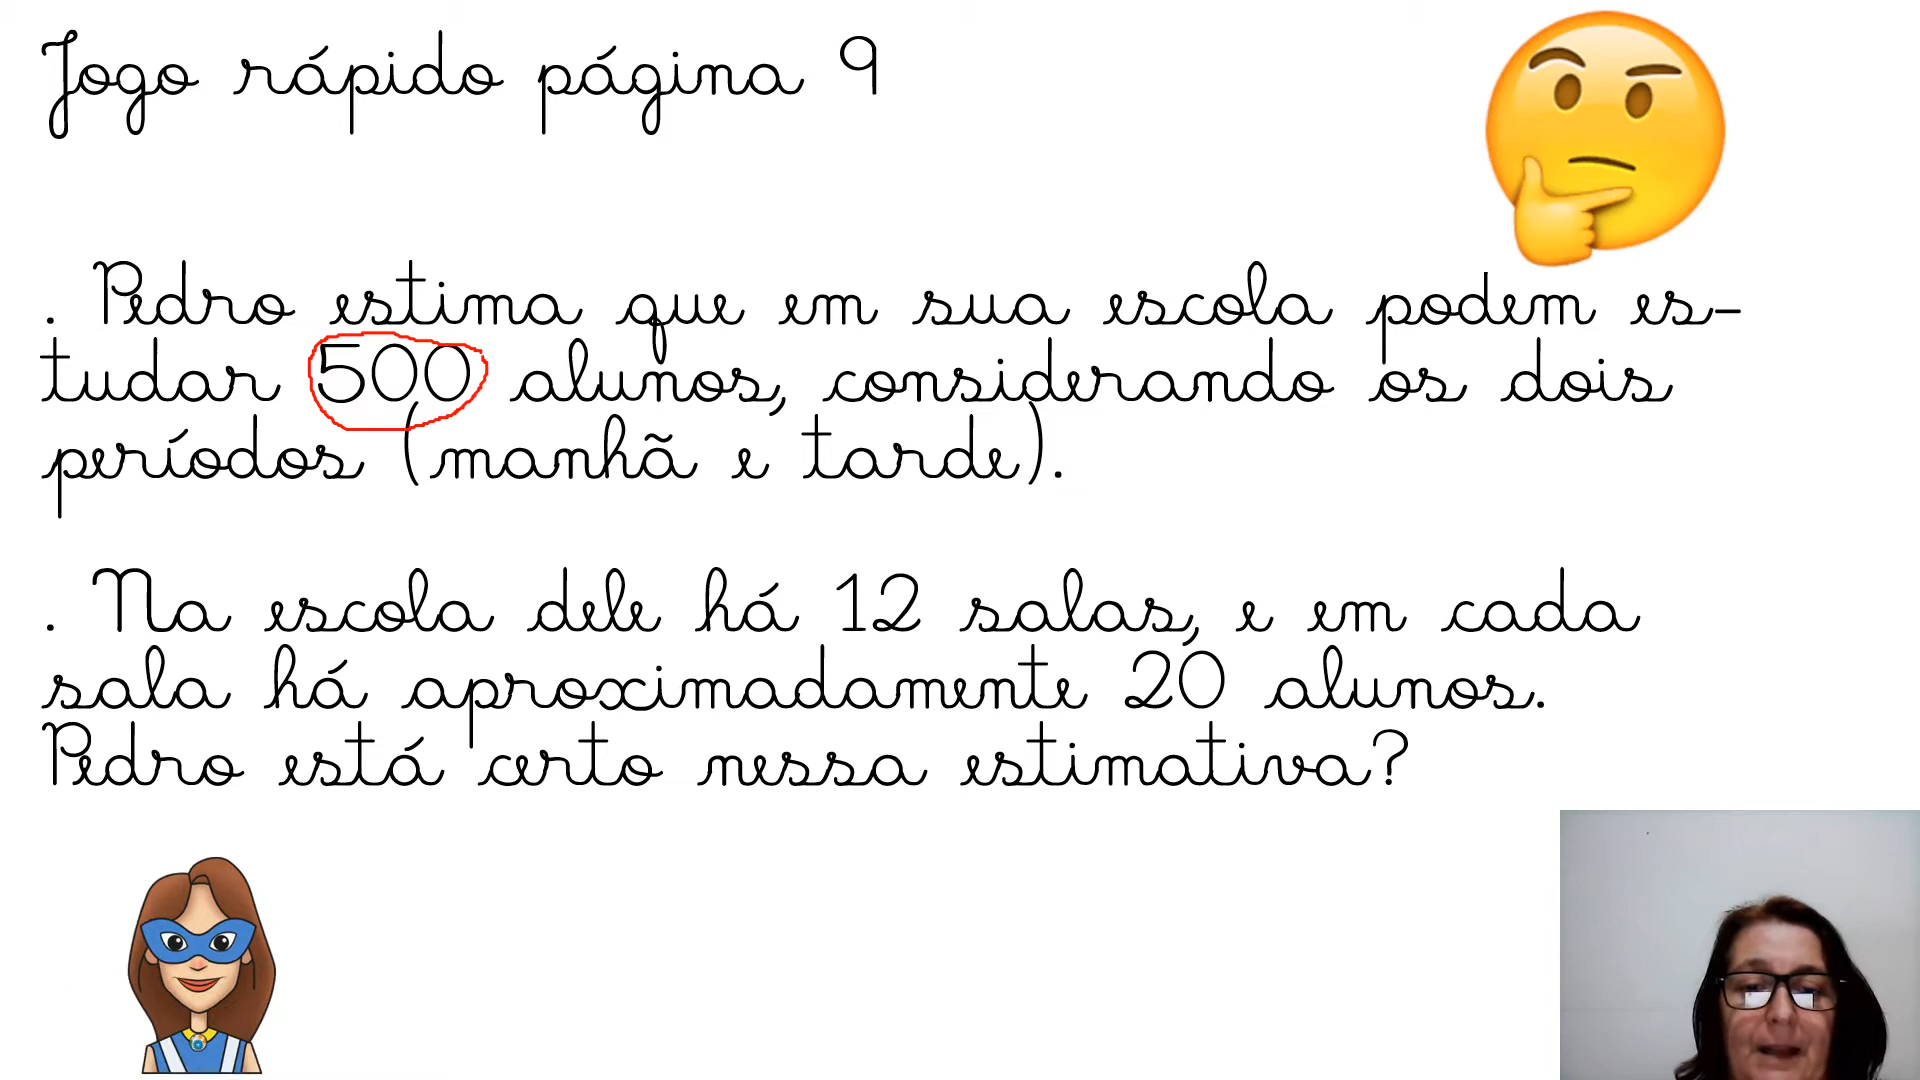 Jogo rápido página 9
. Pedro estima que em sua escola podem es-
tudar 500 alunos, considerando os dois
períodos (manhã e tarde).
. Na escola dele há 12 salas, e em cada
sala há aproximadamente 20 alunos.
Pedro está certo nessa estimativa?